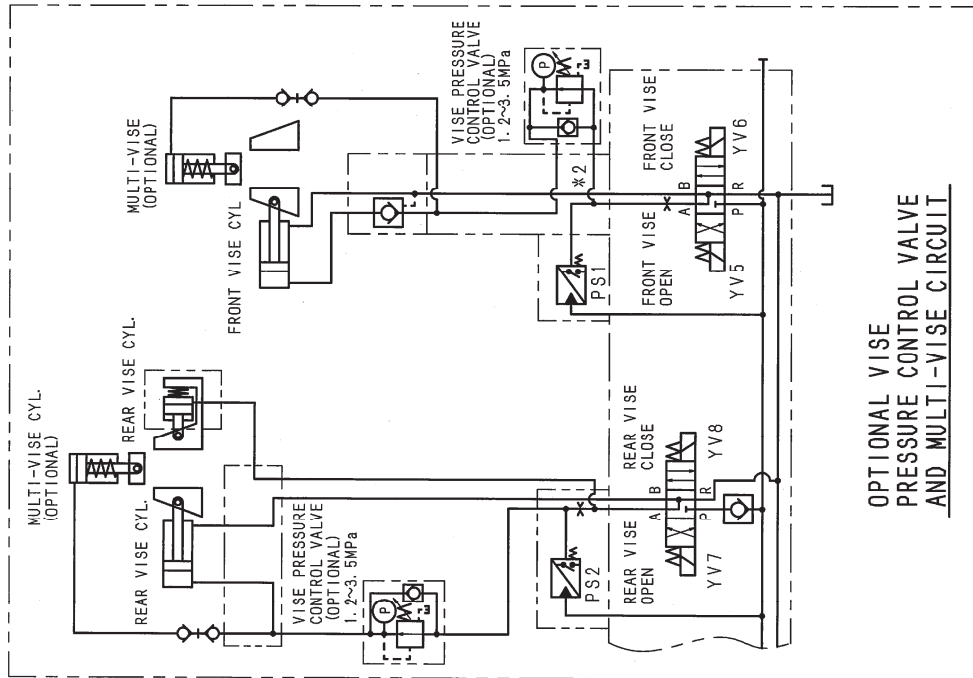 MULTI-VISE CYL.
(OPTIONAL)
REAR VISE CYL.
REAR VISE CYL.
VISE PRESSURE
CONTROL VALVE
(OPTIONAL)
1.2~3.5MPa
P
PS2
REAR VISE
OPEN
REAR VISE
CLOSE
A
B
P
R
YV7
YV8
MULTI-VISE
(OPTIONAL)
FRONT VISE CYL
VISE PRESSURE
CONTROL VALVE
(OPTIONAL)
1.2~3.5MPa
P
*2
PS1
FRONT VISE
OPEN
FRONT VISE
CLOSE
A
B
P
R
YV5
YV6
OPTIONAL VISE
PRESSURE CONTROL VALVE
AND MULTI-VISE CIRCUIT